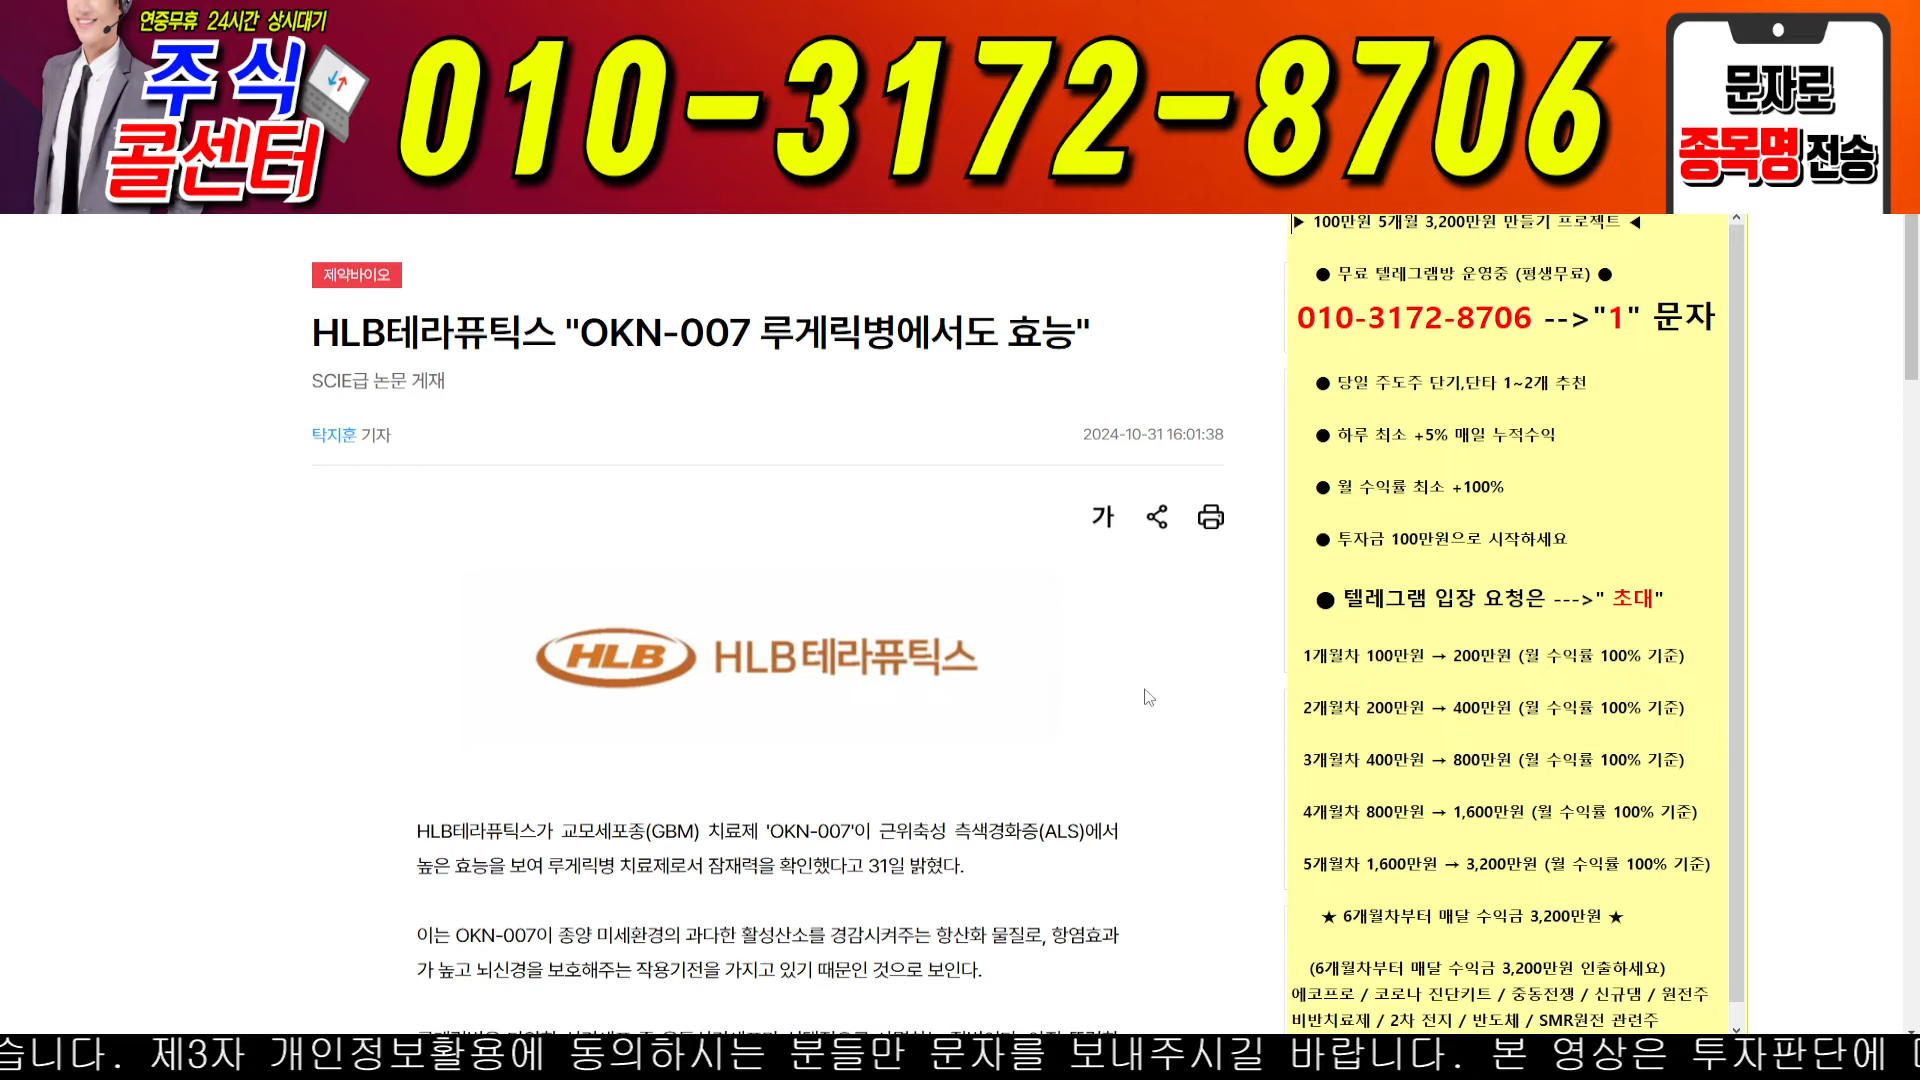 연중무휴 24시간 상시대기
주식
콜센터
010-3172-8706
문자로
종목명 전송
제약바이오
HLB테라퓨틱스 "OKN-007 루게릭병에서도 효능"
SCIE급 논문 게재
탁지훈 기자
2024-10-31 16:01:38
가
HLB HLB테라퓨틱스
HLB테라퓨틱스가 교모세포종(GBM) 치료제 'OKN-007'이 근위축성 측색경화증(ALS)에서
높은 효능을 보여 루게릭병 치료제로서 잠재력을 확인했다고 31일 밝혔다.
이는 OKN-007이 종양 미세환경의 과다한 활성산소를 경감시켜주는 항산화 물질로, 항염효과
가 높고 뇌신경을 보호해주는 작용기전을 가지고 있기 때문인 것으로 보인다.
▶ 100만원 5개월 3,200만원 만들기 프로젝트 ◀
● 무료 텔레그램방 운영중 (평생무료) ●
010-3172-8706 -->"1" 문자
● 당일 주도주 단기,단타 1~2개 추천
● 하루 최소 +5% 매일 누적수익
● 월 수익률 최소 +100%
● 투자금 100만원으로 시작하세요
● 텔레그램 입장 요청은 --->" 초대"
1개월차 100만원 → 200만원 (월 수익률 100% 기준)
2개월차 200만원 → 400만원 (월 수익률 100% 기준)
3개월차 400만원 → 800만원 (월 수익률 100% 기준)
4개월차 800만원 → 1,600만원 (월 수익률 100% 기준)
5개월차 1,600만원 → 3,200만원 (월 수익률 100% 기준)
★ 6개월차부터 매달 수익금 3,200만원 ★
(6개월차부터 매달 수익금 3,200만원 인출하세요)
에코프로 / 코로나 진단키트 / 중동전쟁 / 신규댐 / 원전주
비반치료제 / 2차 전지 / 반도체 / SMR원전 관련주
습니다. 제3자 개인정보활용에 동의하시는 분들만 문자를 보내주시길 바랍니다. 본 영상은 투자판단에